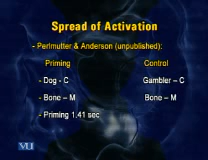 Spread of Activation
- Perlmutter & Anderson (unpublished):
Priming Control
- Dog - C Gambler – C
- Bone – M Bone – M
- Priming 1.41 sec
VU